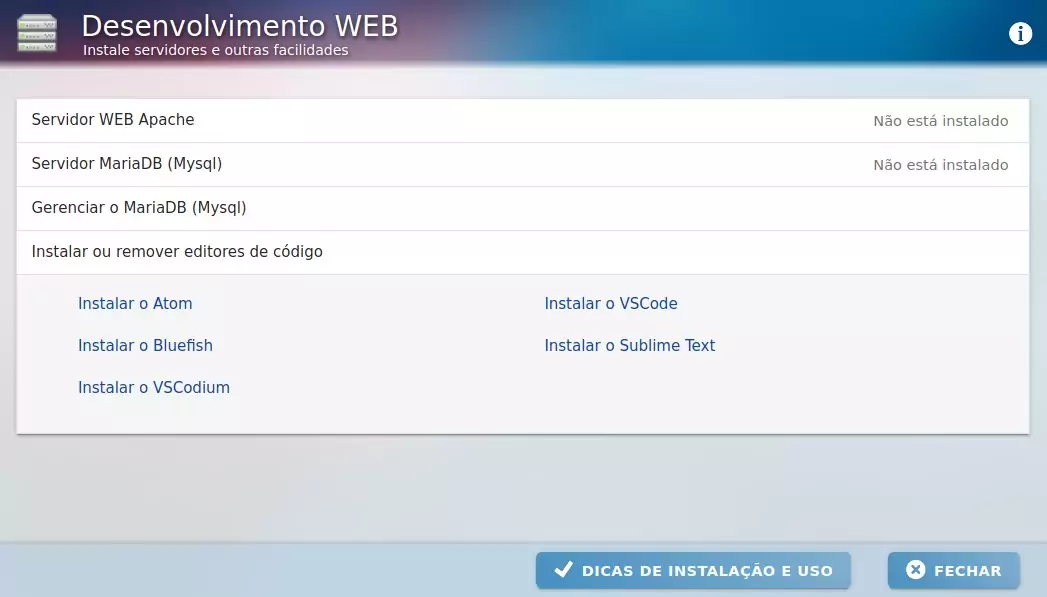 Desenvolvimento WEB
Instale servidores e outras facilidades
Servidor WEB Apache Não está instalado
Servidor MariaDB (Mysql) Não está instalado
Gerenciar o MariaDB (Mysql)
Instalar ou remover editores de código
Instalar o Atom Instalar o VSCode
Instalar o Bluefish Instalar o Sublime Text
Instalar o VSCodium
DICAS DE INSTALAÇÃO E USO FECHAR